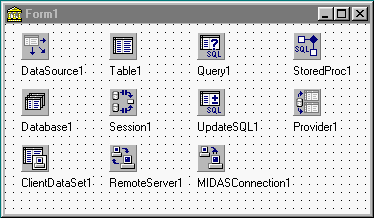 Form1
DataSource1 Table1 Query1 StoredProc1
Database1 Session1 UpdateSQL1 Provider1
ClientDataSet1 RemoteServer1 MIDASConnection1